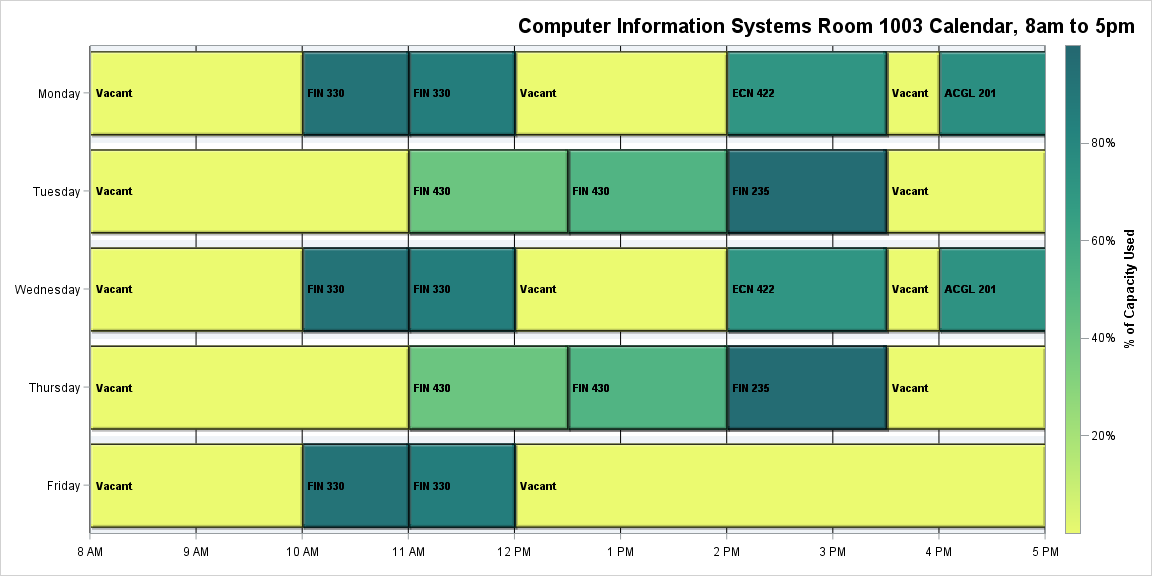 Computer Information Systems Room 1003 Calendar, 8am to 5pm
Monday
Vacant
FIN 330
FIN 330
Vacant
ECN 422
Vacant
ACGL 201
Tuesday
Vacant
FIN 430
FIN 430
FIN 235
Vacant
Wednesday
Vacant
FIN 330
FIN 330
Vacant
ECN 422
Vacant
ACGL 201
Thursday
Vacant
FIN 430
FIN 430
FIN 235
Vacant
Friday
Vacant
FIN 330
FIN 330
Vacant
8 AM
9 AM
10 AM
11 AM
12 PM
1 PM
2 PM
3 PM
4 PM
5 PM
80%
60%
40%
20%
% of Capacity Used